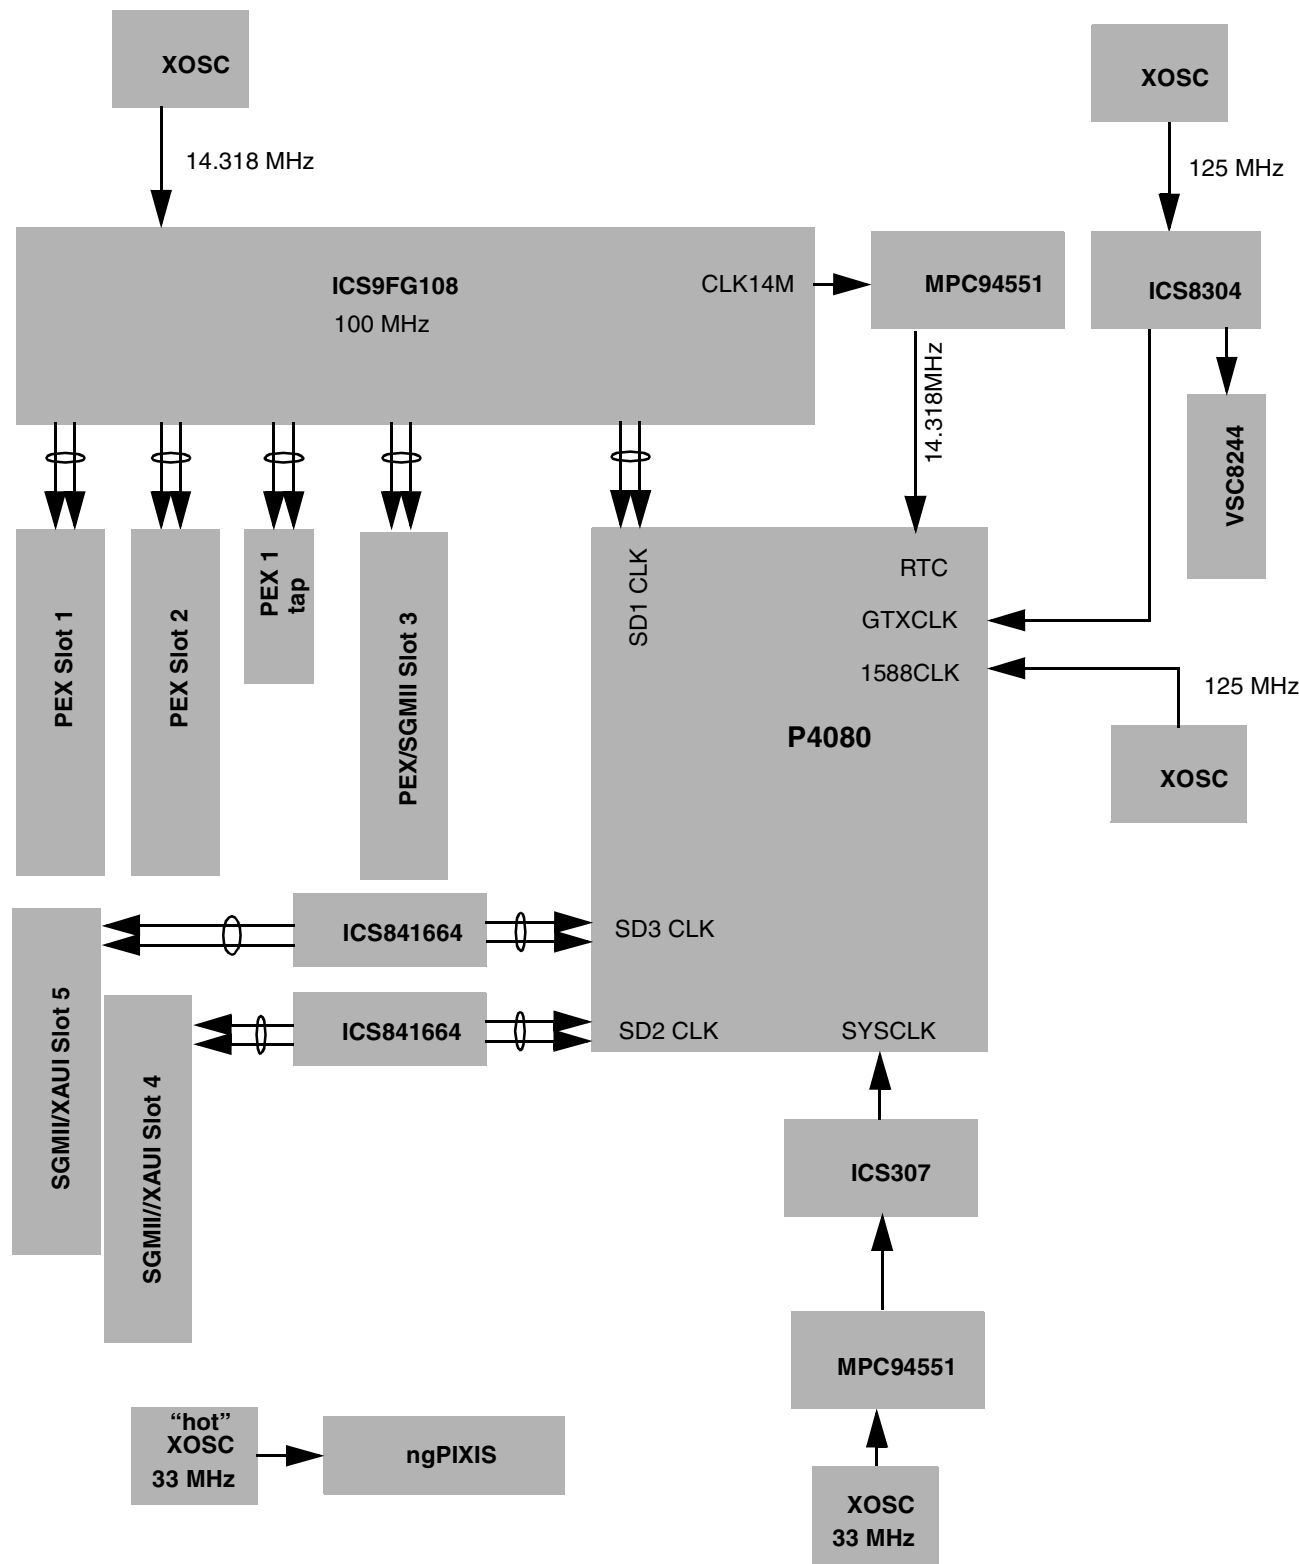 XOSC
XOSC
14.318 MHz
125 MHz
ICS9FG108
100 MHz
CLK14M
MPC94551
ICS8304
14.318MHz
VSC8244
PEX Slot 1
PEX Slot 2
PEX 1
tap
PEX/SGMII Slot 3
SD1 CLK
RTC
GTXCLK
1588CLK
125 MHz
P4080
XOSC
ICS841664
SD3 CLK
SGMII/XAUI Slot 5
ICS841664
SD2 CLK
SYSCLK
SGMII//XAUI Slot 4
ICS307
MPC94551
“hot”
XOSC
33 MHz
ngPIXIS
XOSC
33 MHz